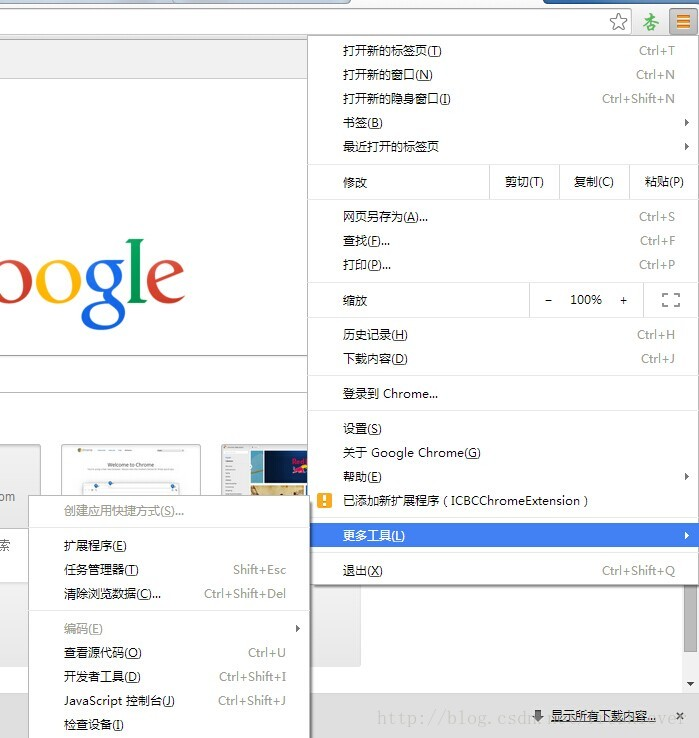 打开新的标签页(T) Ctrl+T
打开新的窗口(N) Ctrl+N
打开新的隐身窗口(I) Ctrl+Shift+N
书签(B)
最近打开的标签页
修改 剪切(T) 复制(C) 粘贴(P)
网页另存为(A)... Ctrl+S
查找(F)... Ctrl+F
打印(P)... Ctrl+P
缩放 − 100% +
历史记录(H) Ctrl+H
下载内容(D) Ctrl+J
登录到 Chrome...
设置(S)
关于 Google Chrome(G)
帮助(E)
已添加新扩展程序（ICBCChromeExtension）
更多工具(L)
退出(X) Ctrl+Shift+Q
杏
oogle
Welcome to Chrome
om
索
创建应用快捷方式(S)...
扩展程序(E)
任务管理器(T) Shift+Esc
清除浏览数据(C)... Ctrl+Shift+Del
编码(E)
查看源代码(O) Ctrl+U
开发者工具(D) Ctrl+Shift+I
JavaScript 控制台(J) Ctrl+Shift+J
检查设备(I)
显示所有下载内容...
http://blog.csdn